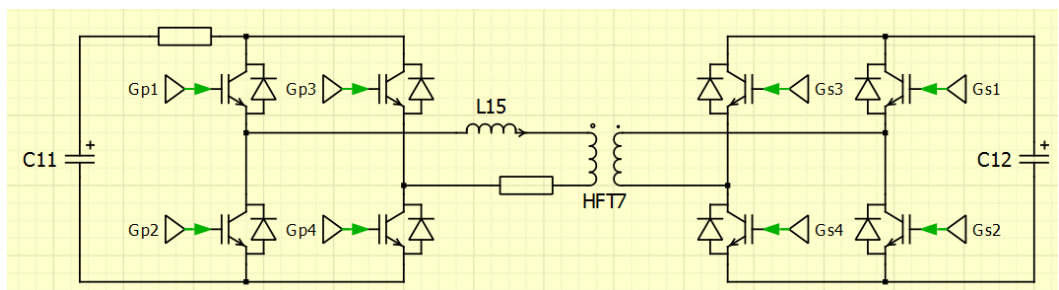 Gp1 Gp3 Gs3 Gs1
L15
C11 + C12 +
HFT7
Gp2 Gp4 Gs4 Gs2